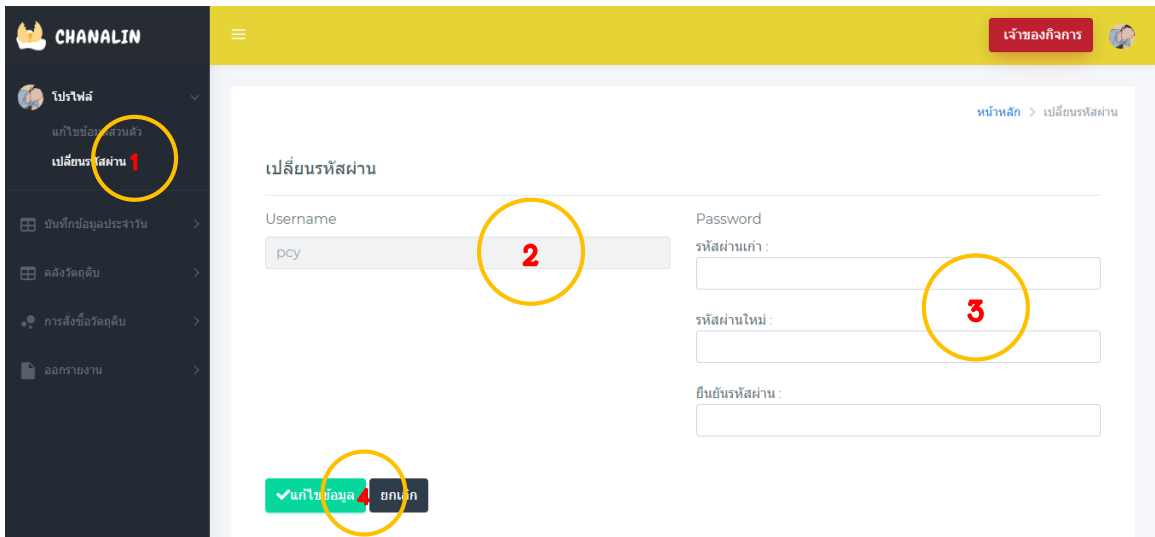 CHANALIN
เจ้าของกิจการ
โปรไฟล์
แก้ไขข้อมูลส่วนตัว
เปลี่ยนรหัสผ่าน
1
บันทึกข้อมูลประจำวัน
คลังวัตถุดิบ
การสั่งซื้อวัตถุดิบ
ออกรายงาน
หน้าหลัก > เปลี่ยนรหัสผ่าน
เปลี่ยนรหัสผ่าน
Username
pcy
2
Password
รหัสผ่านเก่า :
3
รหัสผ่านใหม่ :
ยืนยันรหัสผ่าน :
แก้ไขข้อมูล
4
ยกเลิก